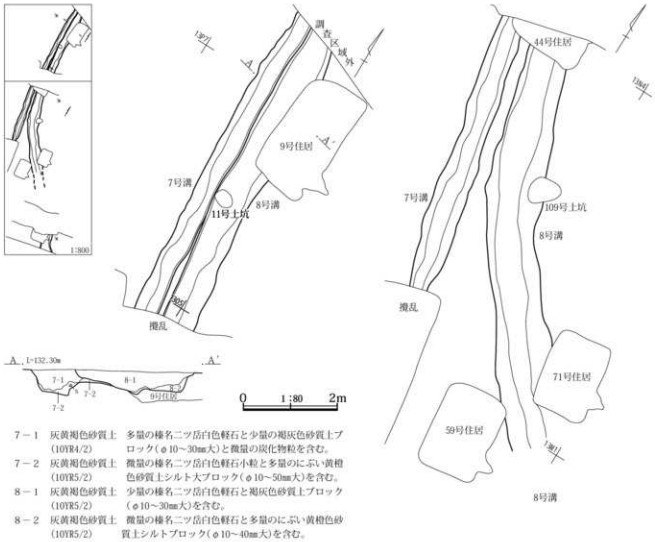 調査区域外
44号住居
1384
A
9号住居
A'
7号溝
8号溝
11号土坑
7号溝
109号土坑
8号溝
1:800
撹乱
撹乱
A L=132.30m A'
7-1
8-1
8-2
7-2
7-2
9号住居
0 1:80 2m
71号住居
59号住居
8号溝
7-1 灰黄褐色砂質土 多量の榛名二ツ岳白色軽石と少量の褐灰色砂質土ブ
(10YR4/2) ロック(φ10~30㎜大)と微量の炭化物粒を含む。
7-2 灰黄褐色砂質土 微量の榛名二ツ岳白色軽石小粒と多量のにぶい黄橙
(10YR5/2) 色砂質土シルト大ブロック(φ10~50㎜大)を含む。
8-1 灰黄褐色砂質土 少量の榛名二ツ岳白色軽石と褐灰色砂質土ブロック
(10YR5/2) (φ10~30㎜大)を含む。
8-2 灰黄褐色砂質土 微量の榛名二ツ岳白色軽石と多量のにぶい黄橙色砂
(10YR5/2) 質土シルトブロック(φ10~40㎜大)を含む。